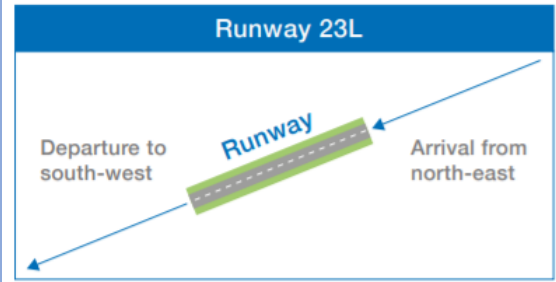 Runway 23L
Runway
Departure to
south-west
Arrival from
north-east